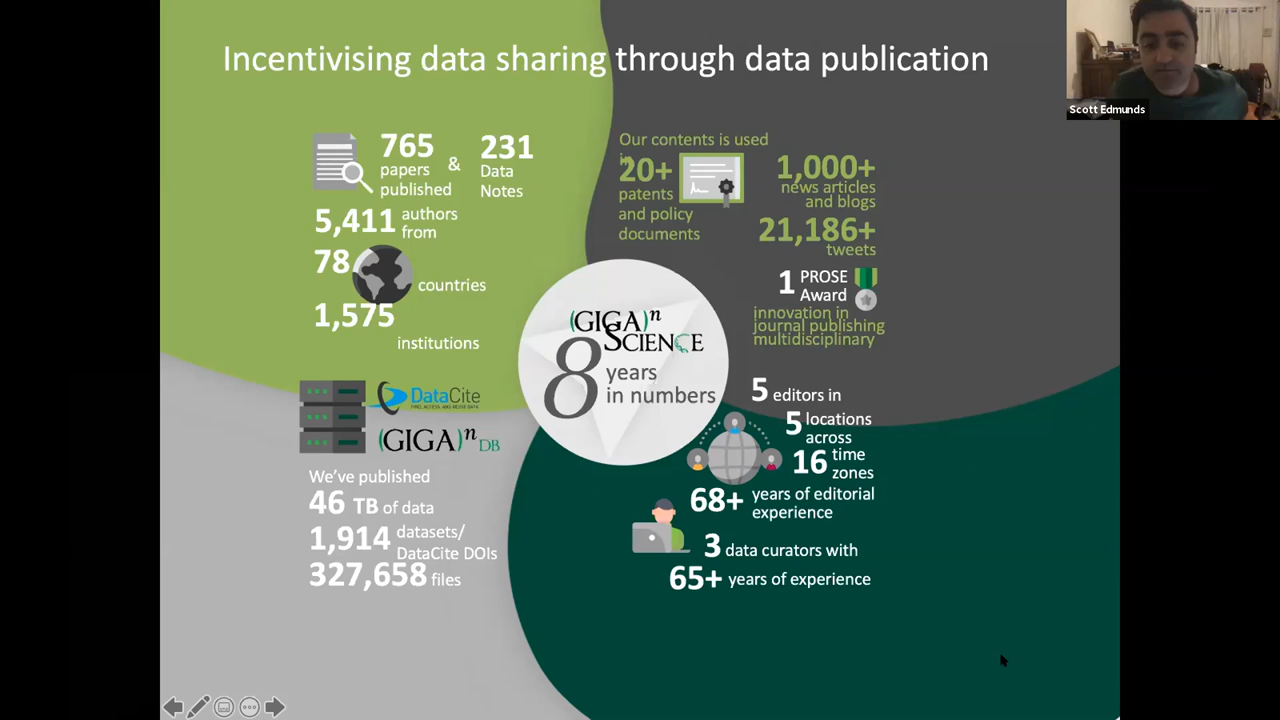 Incentivising data sharing through data publication
Scott Edmunds
765
papers
published
&
231
Data
Notes
5,411 authors
from
78
countries
1,575
institutions
Our contents is used
in
20+
patents
and policy
documents
1,000+
news articles
and blogs
21,186+
tweets
1 PROSE
Award
innovation in
journal publishing
multidisciplinary
(GIGA)n
SCIENCE
8 years
in numbers
DataCite
FIND, ACCESS, AND REUSE DATA
(GIGA)n DB
We've published
46 TB of data
1,914 datasets/
DataCite DOIs
327,658 files
5 editors in
5 locations
across
16 time
zones
68+ years of editorial
experience
3 data curators with
65+ years of experience